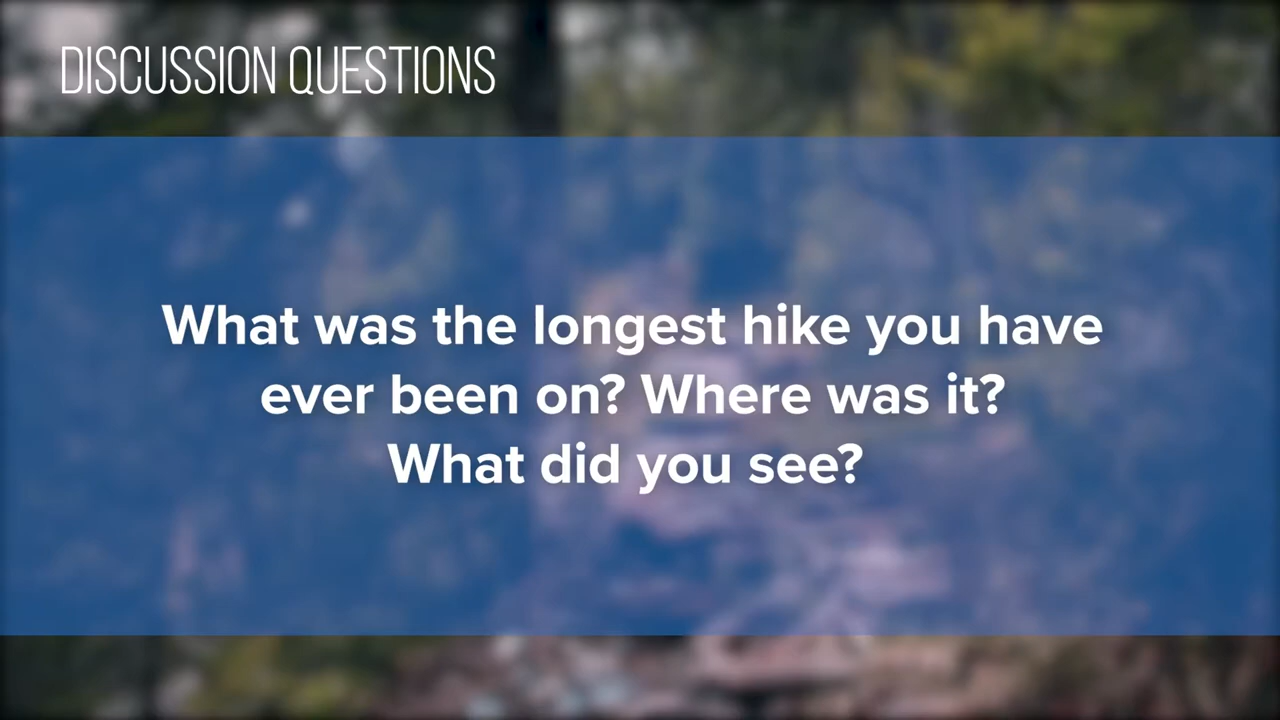 DISCUSSION QUESTIONS
What was the longest hike you have
ever been on? Where was it?
What did you see?